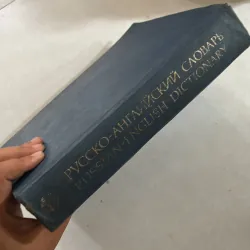 РУССКО-АНГЛИЙСКИЙ СЛОВАРЬ
RUSSIAN-ENGLISH DICTIONARY